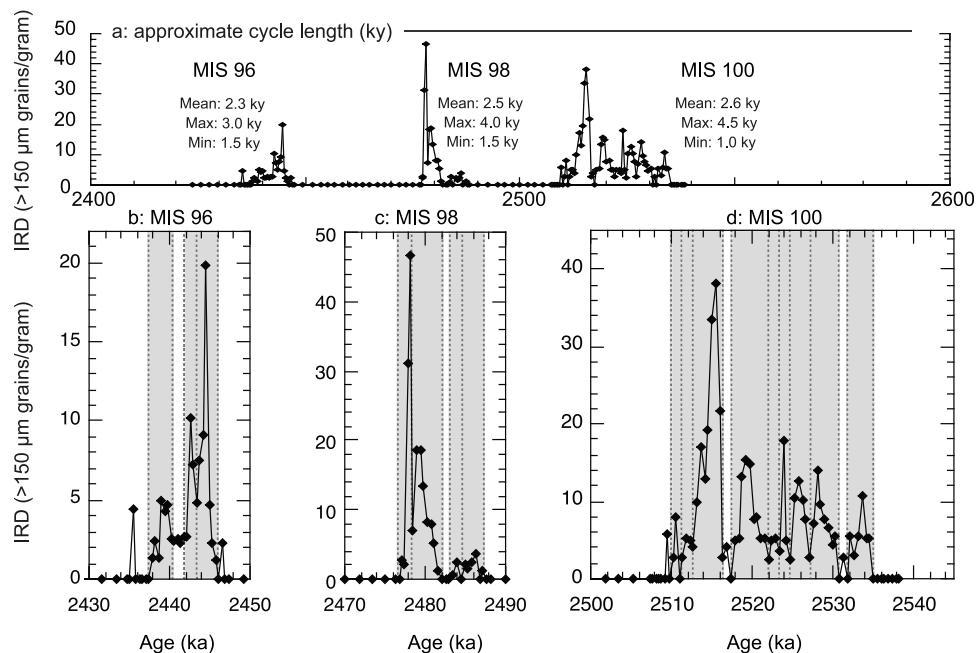 a: approximate cycle length (ky)
IRD (>150 µm grains/gram)
50
40
30
20
10
0
MIS 96
Mean: 2.3 ky
Max: 3.0 ky
Min: 1.5 ky
MIS 98
Mean: 2.5 ky
Max: 4.0 ky
Min: 1.5 ky
MIS 100
Mean: 2.6 ky
Max: 4.5 ky
Min: 1.0 ky
2400 2500 2600
b: MIS 96
IRD (>150 µm grains/gram)
20
15
10
5
0
2430 2440 2450
Age (ka)
c: MIS 98
50
40
30
20
10
0
2470 2480 2490
Age (ka)
d: MIS 100
40
30
20
10
0
2500 2510 2520 2530 2540
Age (ka)